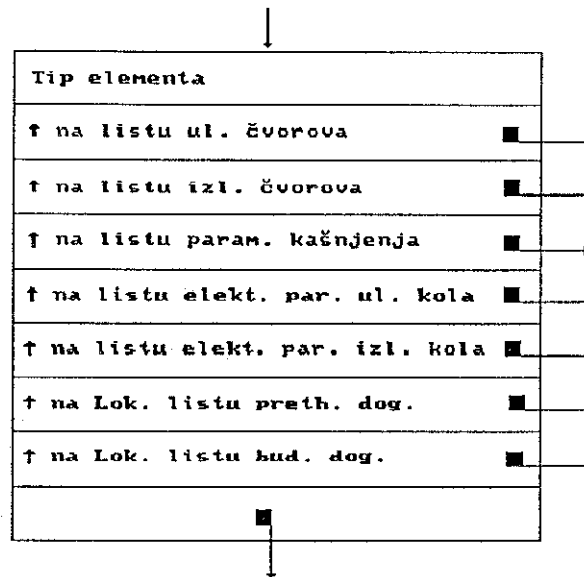 Tip elementa
↑ na listu ul. čvorova
↑ na listu izl. čvorova
↑ na listu param. kašnjenja
↑ na listu elekt. par. ul. kola
↑ na listu elekt. par. izl. kola
↑ na Lok. listu preth. dog.
↑ na Lok. listu bud. dog.